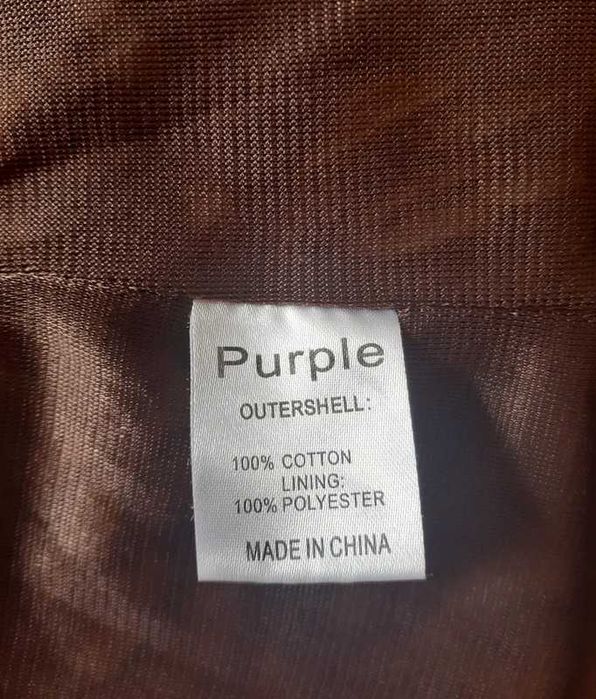 Purple
OUTERSHELL:
100% COTTON
LINING:
100% POLYESTER
MADE IN CHINA